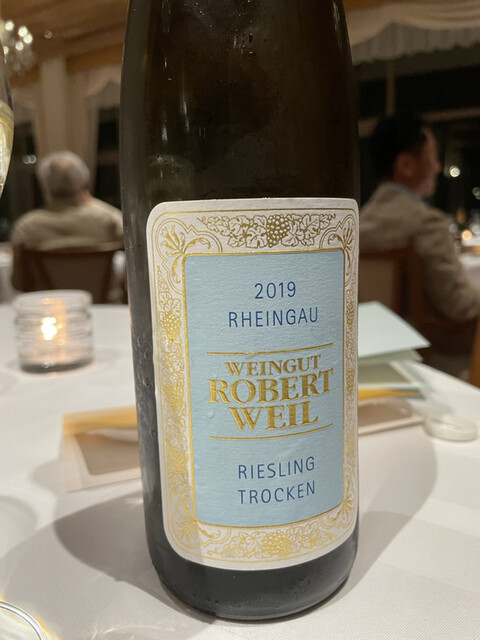 2019
RHEINGAU
WEINGUT
ROBERT
WEIL
RIESLING
TROCKEN